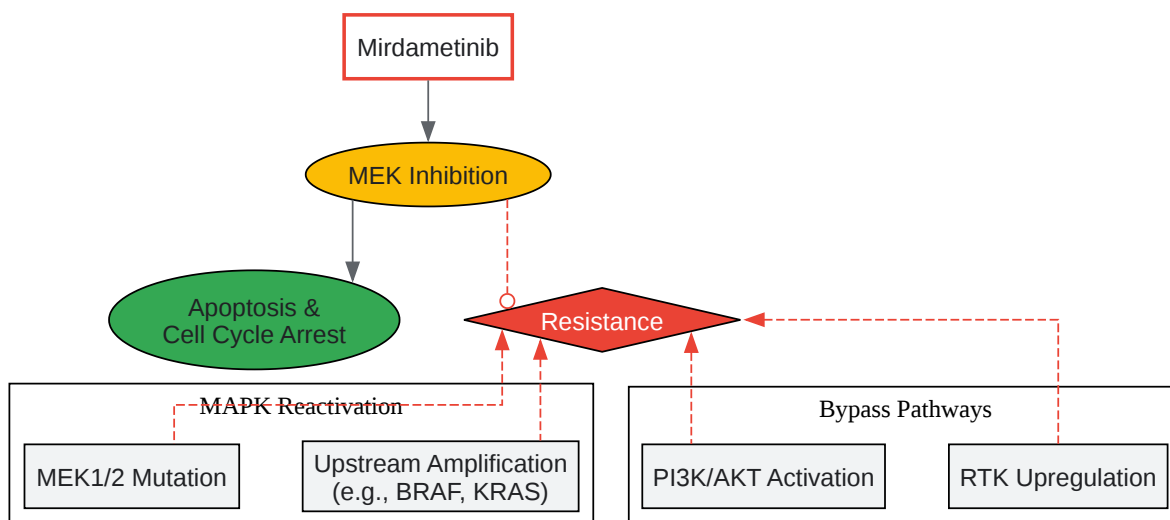 Mirdametinib
MEK Inhibition
Apoptosis &
Cell Cycle Arrest
Resistance
MAPK Reactivation
MEK1/2 Mutation
Upstream Amplification
(e.g., BRAF, KRAS)
Bypass Pathways
PI3K/AKT Activation
RTK Upregulation